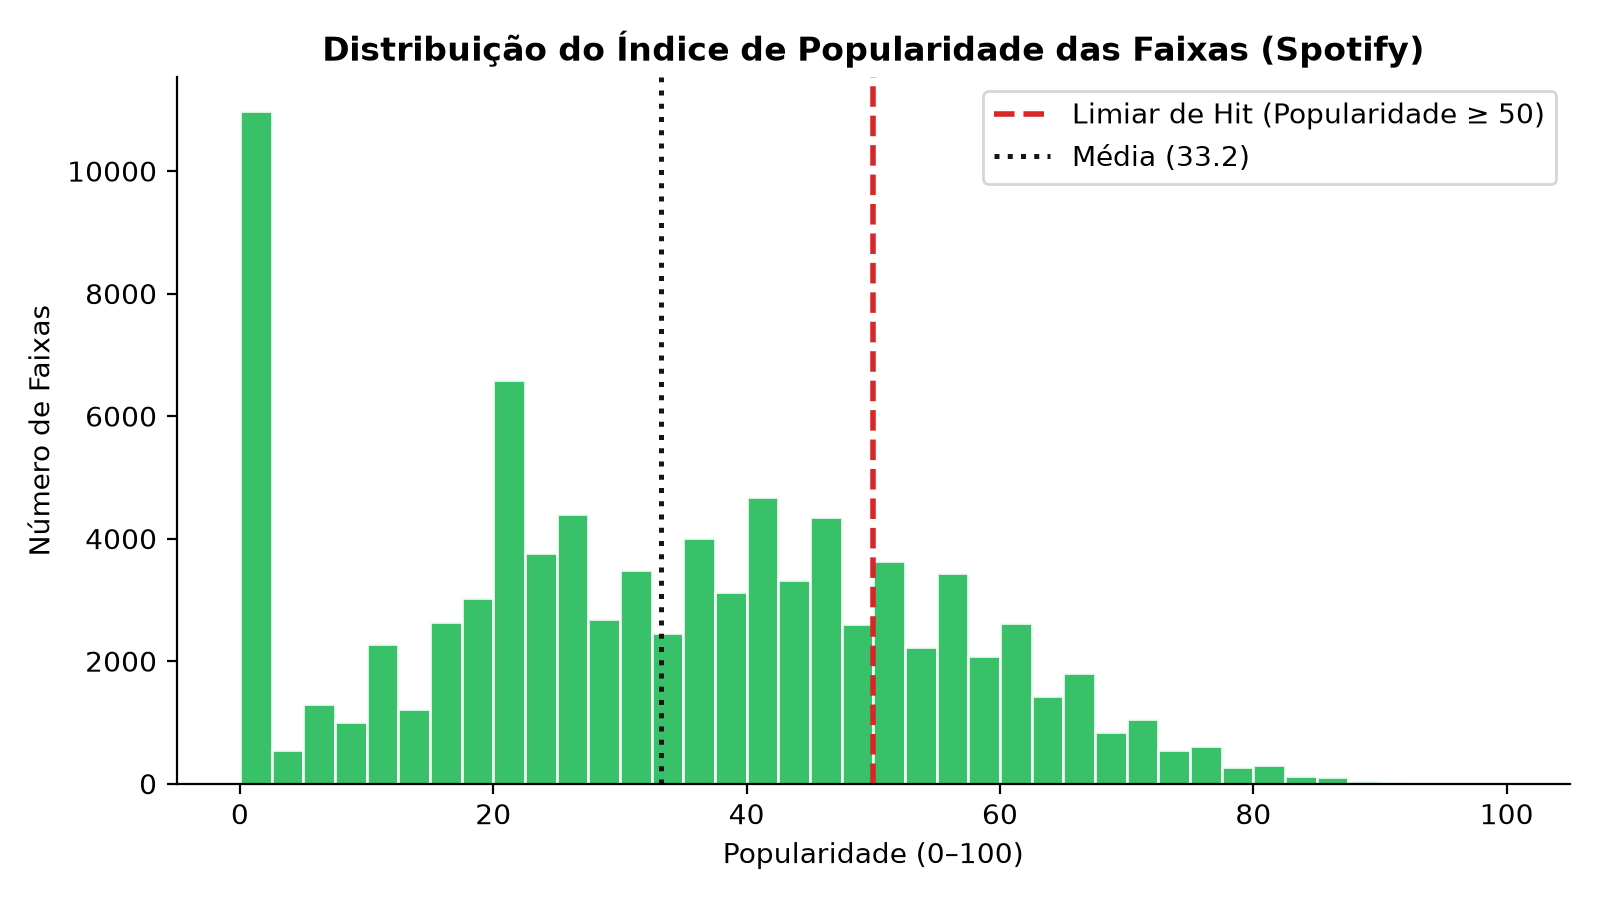 Distribuição do Índice de Popularidade das Faixas (Spotify)
Limiar de Hit (Popularidade ≥ 50)
Média (33.2)
Número de Faixas
10000
8000
6000
4000
2000
0
0 20 40 60 80 100
Popularidade (0–100)